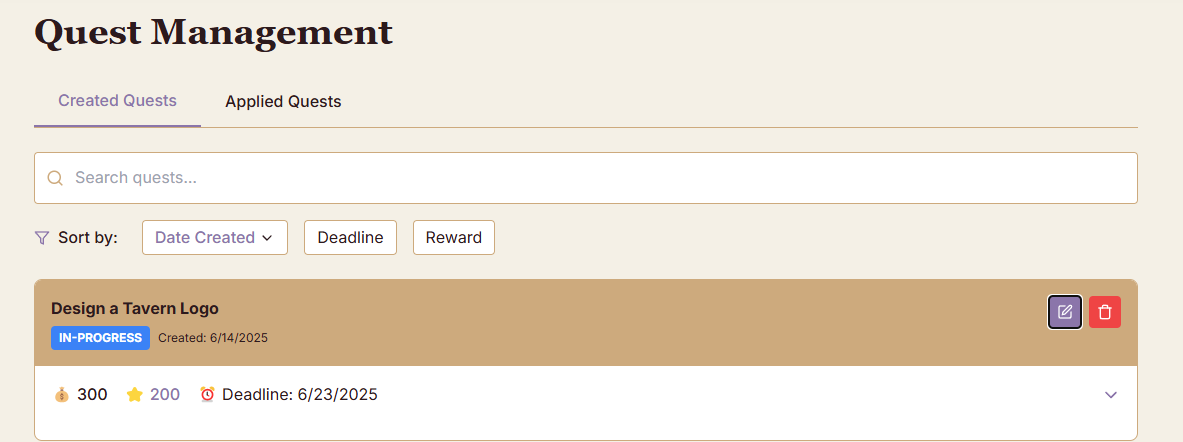 Quest Management
Created Quests Applied Quests
Search quests...
Sort by: Date Created Deadline Reward
Design a Tavern Logo
IN-PROGRESS Created: 6/14/2025
300 200 Deadline: 6/23/2025